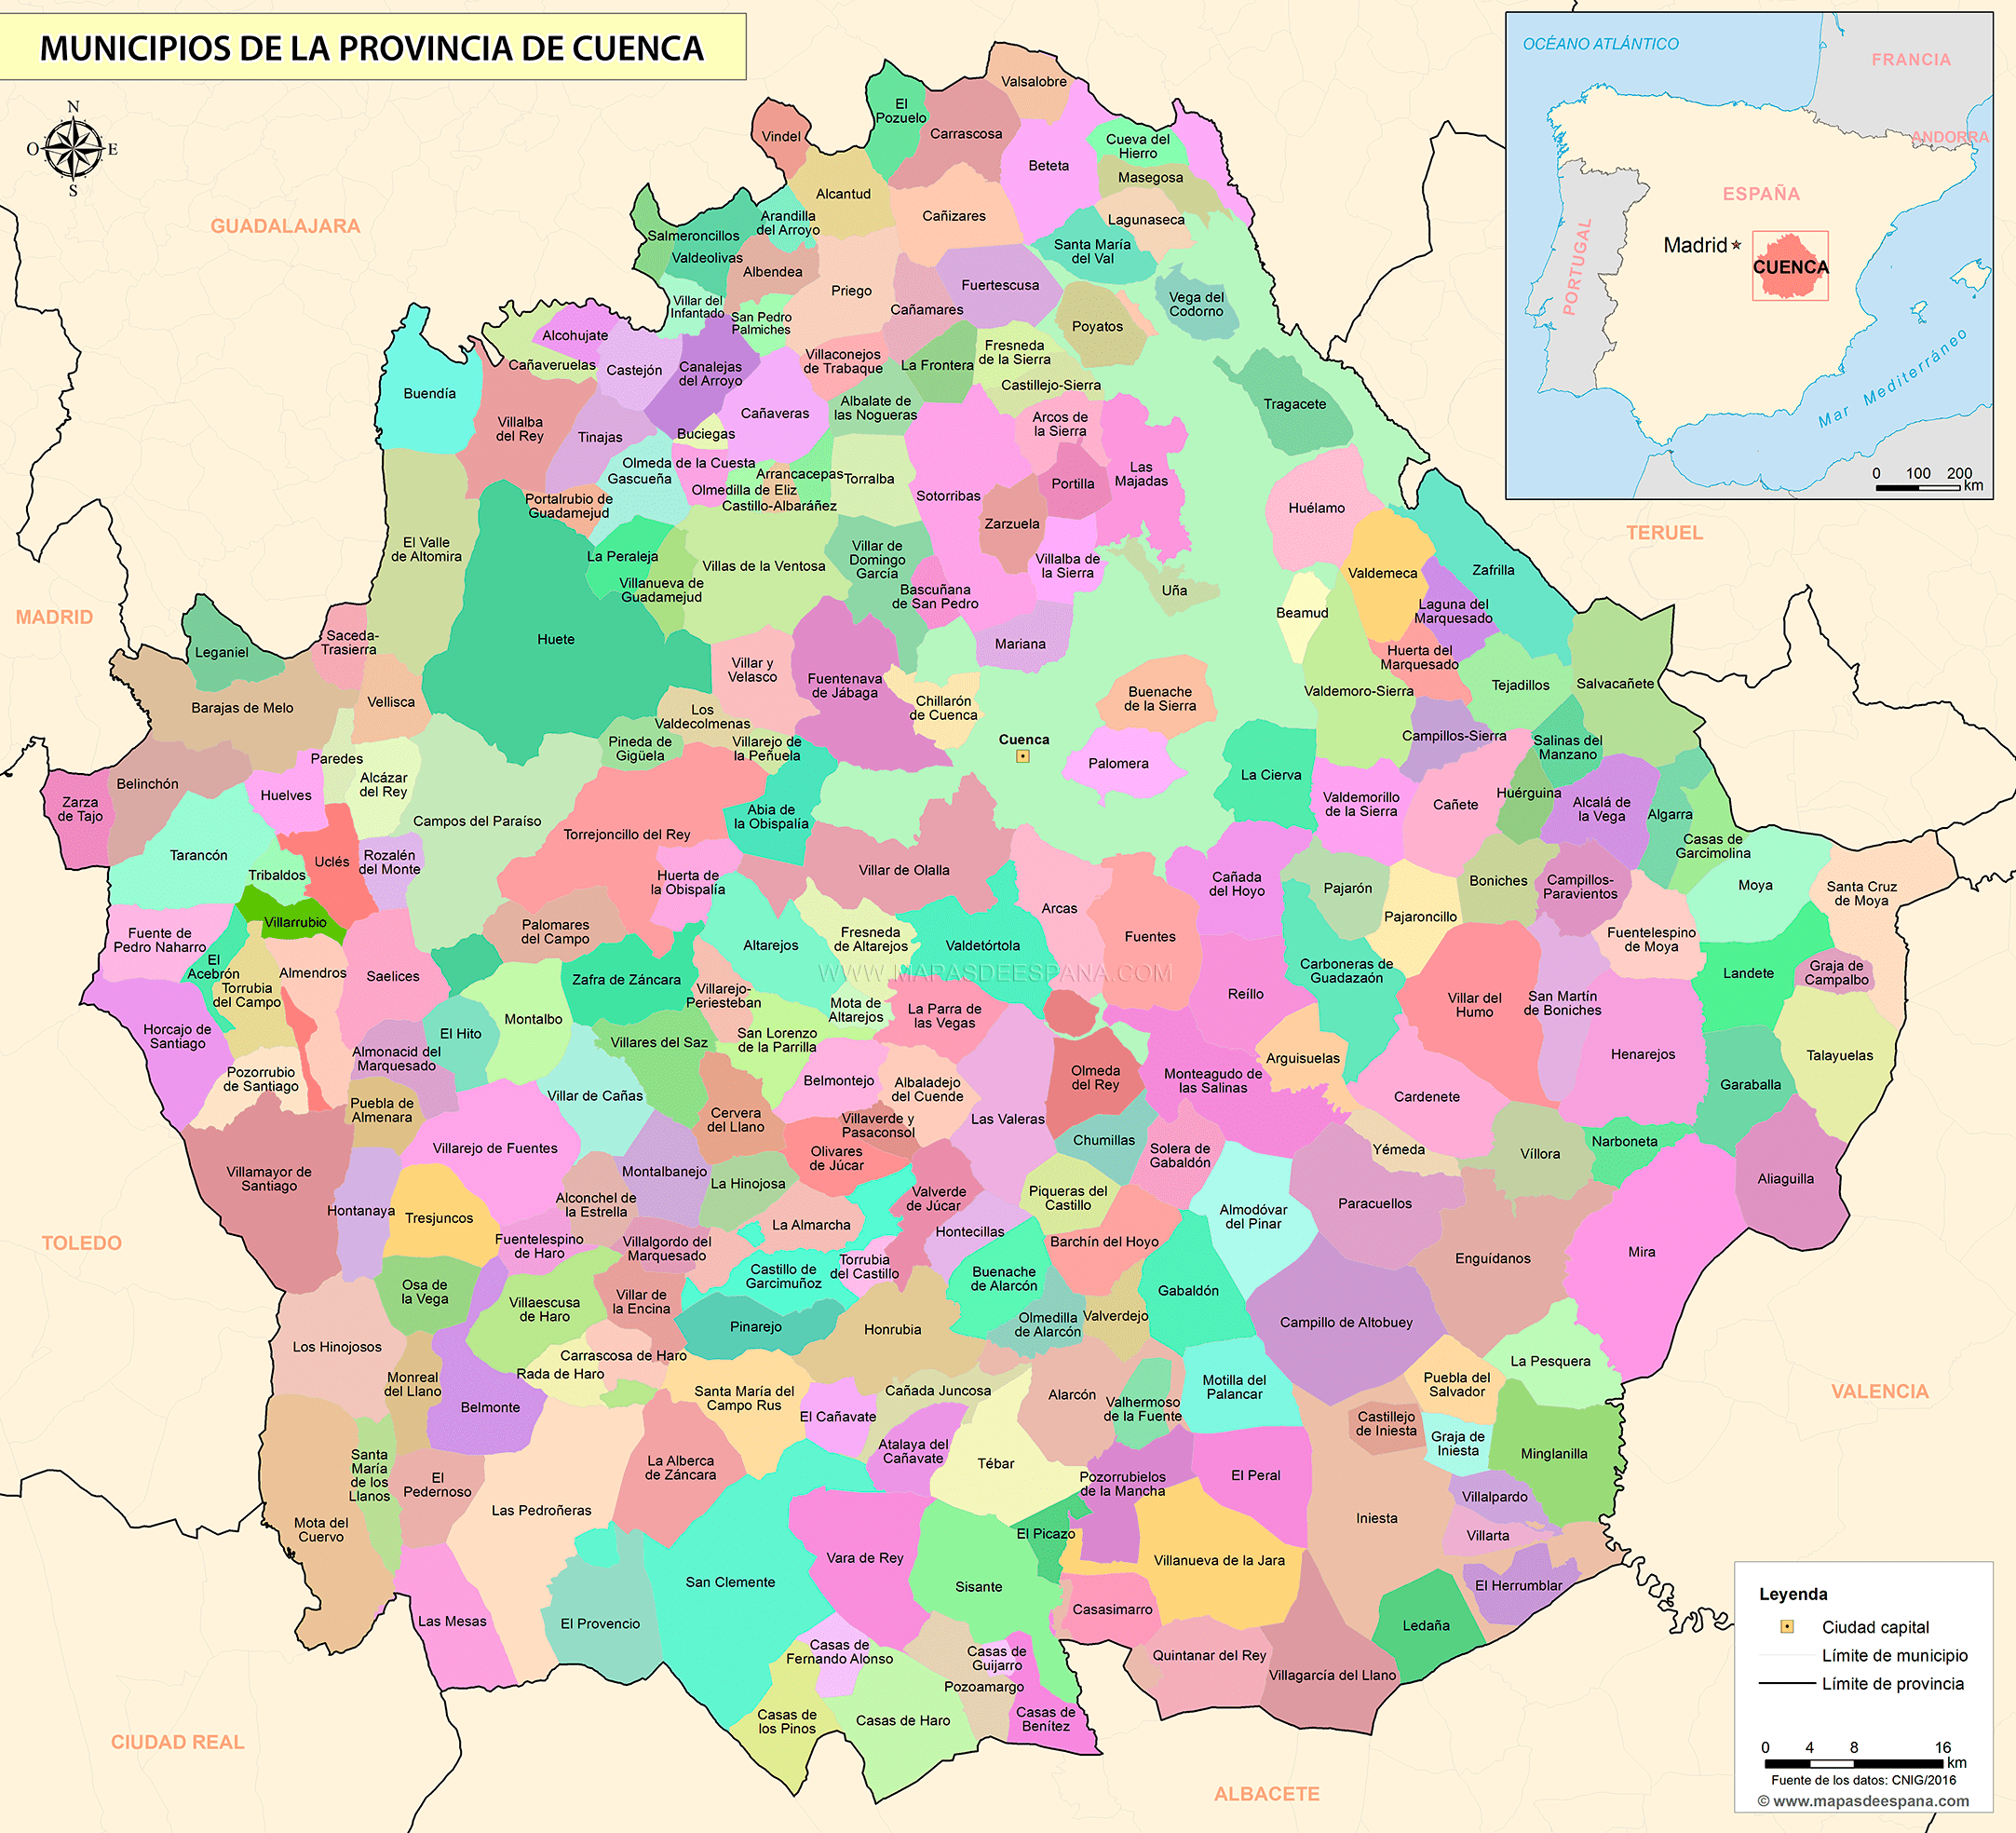 MUNICIPIOS DE LA PROVINCIA DE CUENCA
N
O
E
S
OCÉANO ATLÁNTICO
FRANCIA
ANDORRA
ESPAÑA
PORTUGAL
Madrid
CUENCA
Mar Mediterráneo
0 100 200
km
GUADALAJARA
MADRID
TERUEL
TOLEDO
VALENCIA
CIUDAD REAL
ALBACETE
Valsalobre
El
Pozuelo
Carrascosa
Vindel
Beteta
Cueva del
Hierro
Masegosa
Alcantud
Cañizares
Lagunaseca
Arandilla
del Arroyo
Salmeroncillos
Valdeolivas
Santa María
del Val
Albendea
Priego
Fuertescusa
Cañamares
Vega del
Codorno
Villar del
Infantado
San Pedro
Palmiches
Poyatos
Alcohujate
Cañaveruelas
Castejón
Canalejas
del Arroyo
Villaconejos
de Trabaque
La Frontera
Fresneda
de la Sierra
Castillejo-Sierra
Buendía
Villalba
del Rey
Tinajas
Buciegas
Cañaveras
Albalate de
las Nogueras
Arcos de
la Sierra
Tragacete
Olmeda de la Cuesta
Gascueña
Arrancacepas
Olmedilla de Eliz
Castillo-Albaráñez
Torralba
Sotorribas
Portilla
Las
Majadas
Portalrubio de
Guadamejud
Zarzuela
Huélamo
El Valle
de Altomira
La Peraleja
Villanueva de
Guadamejud
Villas de la Ventosa
Villar de
Domingo
García
Bascuñana
de San Pedro
Villalba de
la Sierra
Uña
Valdemeca
Zafrilla
Beamud
Laguna del
Marquesado
Huerta del
Marquesado
Leganiel
Saceda-
Trasierra
Huete
Mariana
Villar y
Velasco
Fuentenava
de Jábaga
Chillarón
de Cuenca
Buenache
de la Sierra
Valdemoro-Sierra
Tejadillos
Salvacañete
Barajas de Melo
Vellisca
Los
Valdecolmenas
Pineda de
Gigüela
Villarejo de
la Peñuela
Cuenca
Palomera
La Cierva
Campillos-Sierra
Salinas del
Manzano
Paredes
Belinchón
Zarza
de Tajo
Huelves
Alcázar
del Rey
Campos del Paraíso
Torrejoncillo del Rey
Abia de
la Obispalía
Valdemorillo
de la Sierra
Cañete
Huérguina
Alcalá de
la Vega
Algarra
Casas de
Garcimolina
Tarancón
Tribaldos
Uclés
Rozalén
del Monte
Huerta de
la Obispalía
Villar de Olalla
Cañada
del Hoyo
Pajarón
Boniches
Campillos-
Paravientos
Moya
Santa Cruz
de Moya
Arcas
Pajaroncillo
Villarrubio
Fuente de
Pedro Naharro
Palomares
del Campo
Altarejos
Fresneda
de Altarejos
Valdetórtola
Fuentes
Fuentelespino
de Moya
El
Acebrón
Almendros
Saelices
Zafra de Záncara
Villarejo-
Periesteban
WWW.MAPASDEESPANA.COM
Carboneras de
Guadazaón
Landete
Graja de
Campalbo
Torrubia
del Campo
Reíllo
Villar del
Humo
San Martín
de Boniches
Mota de
Altarejos
La Parra de
las Vegas
Horcajo de
Santiago
El Hito
Montalbo
Villares del Saz
San Lorenzo
de la Parrilla
Almonacid del
Marquesado
Arguisuelas
Henarejos
Talayuelas
Pozorrubio
de Santiago
Belmontejo
Albaladejo
del Cuende
Olmeda
del Rey
Monteagudo de
las Salinas
Cardenete
Garaballa
Puebla de
Almenara
Villar de Cañas
Cervera
del Llano
Villaverde y
Pasaconsol
Las Valeras
Chumillas
Solera de
Gabaldón
Yémeda
Víllora
Narboneta
Villarejo de Fuentes
Olivares
de Júcar
Villamayor de
Santiago
Montalbanejo
La Hinojosa
Aliaguilla
Hontanaya
Tresjuncos
Alconchel de
la Estrella
Valverde
de Júcar
Piqueras del
Castillo
Almodóvar
del Pinar
Paracuellos
Fuentelespino
de Haro
Villalgordo del
Marquesado
La Almarcha
Hontecillas
Barchín del Hoyo
Enguídanos
Mira
Torrubia
del Castillo
Castillo de
Garcimuñoz
Buenache
de Alarcón
Gabaldón
Osa de
la Vega
Villaescusa
de Haro
Villar de
la Encina
Pinarejo
Honrubia
Olmedilla
de Alarcón
Valverdejo
Campillo de Altobuey
Los Hinojosos
Carrascosa de Haro
Rada de Haro
La Pesquera
Monreal
del Llano
Belmonte
Santa María del
Campo Rus
Cañada Juncosa
El Cañavate
Alarcón
Valhermoso
de la Fuente
Motilla del
Palancar
Puebla del
Salvador
Castillejo
de Iniesta
Graja de
Iniesta
Minglanilla
Santa
María
de los
Llanos
El
Pedernoso
La Alberca
de Záncara
Atalaya del
Cañavate
Tébar
Pozorrubielos
de la Mancha
El Peral
Villalpardo
Mota del
Cuervo
Las Pedroñeras
El Picazo
Iniesta
Villarta
San Clemente
Vara de Rey
Sisante
Villanueva de la Jara
El Herrumblar
Las Mesas
El Provencio
Casasimarro
Ledaña
Casas de
Fernando Alonso
Casas de
Guijarro
Pozoamargo
Quintanar del Rey
Villagarcía del Llano
Casas de
los Pinos
Casas de Haro
Casas de
Benítez
Leyenda
Ciudad capital
Límite de municipio
Límite de provincia
0 4 8 16
km
Fuente de los datos: CNIG/2016
© www.mapasdeespana.com